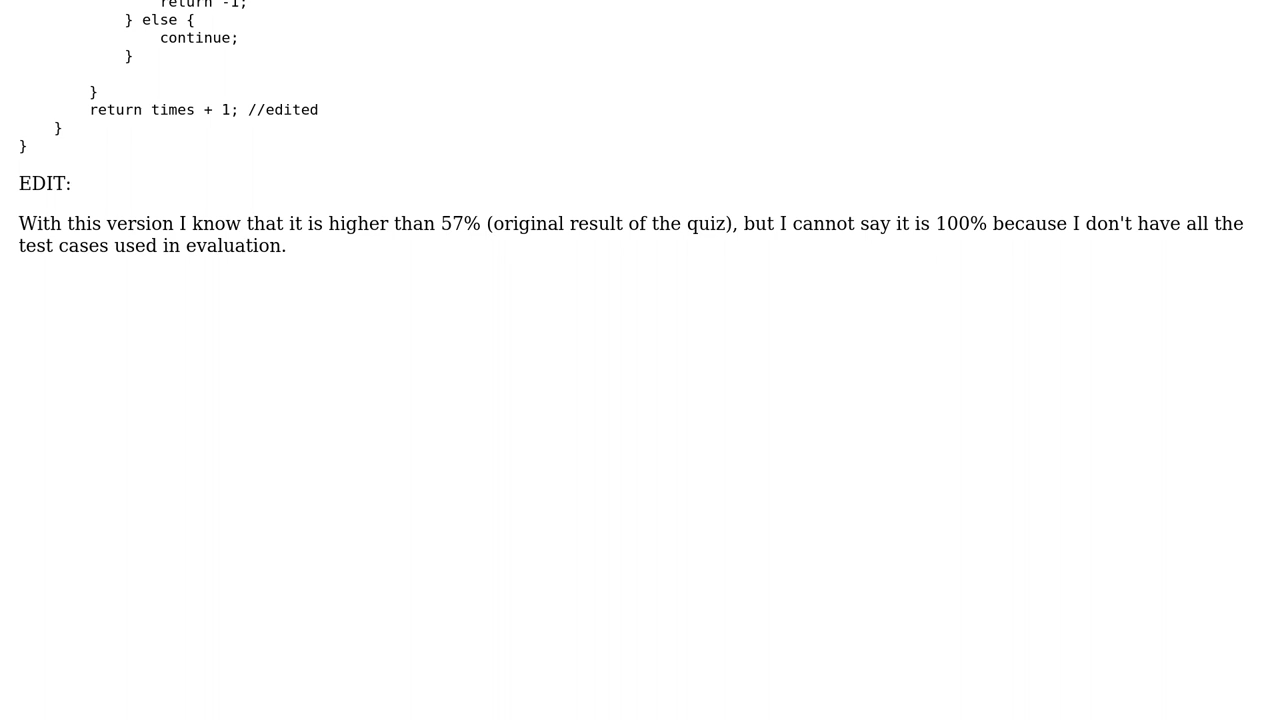 return -1;
} else {
continue;
}
}
return times + 1; //edited
}
}
EDIT:
With this version I know that it is higher than 57% (original result of the quiz), but I cannot say it is 100% because I don't have all the
test cases used in evaluation.